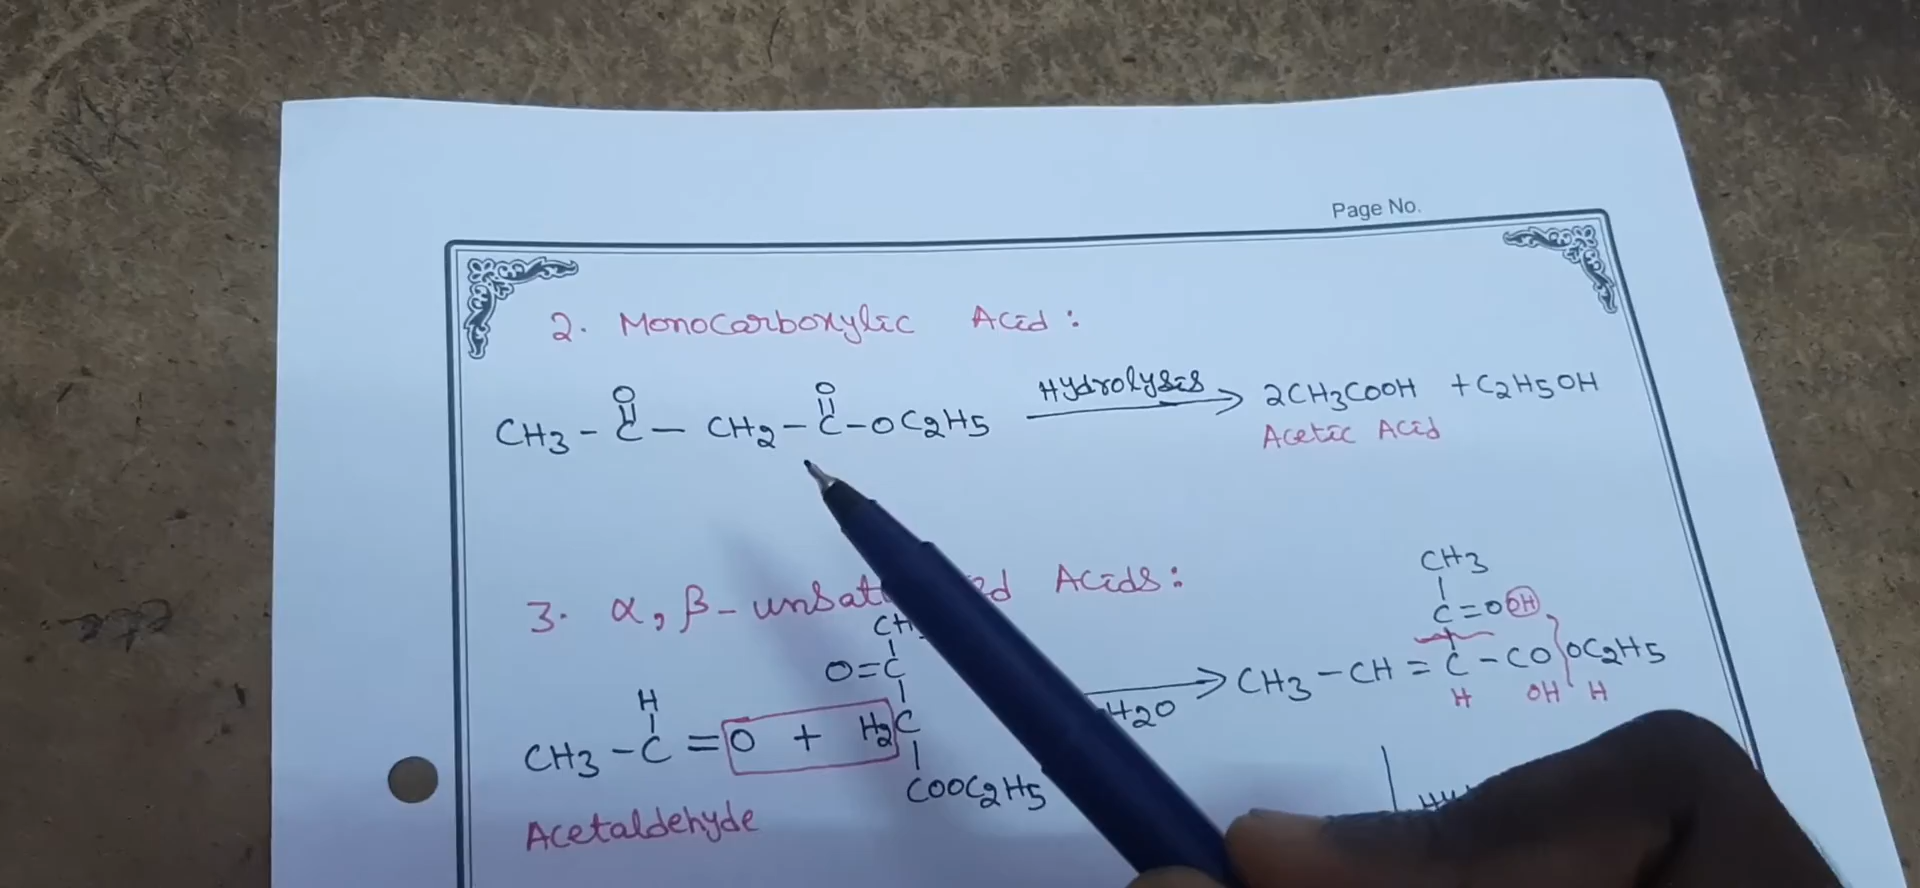 Page No.
2. Monocarboxylic Acid:
O O
CH3 - C - CH2 - C - OC2H5 Hydrolysis 2CH3COOH + C2H5OH
Acetic Acid
3. α, β - Acids:
CH3
C = O OH
CH3 - CH = C - CO OC2H5
H OH H
H2O
CH
O = C
H
CH3 - C = O + H2C
COOC2H5
Acetaldehyde